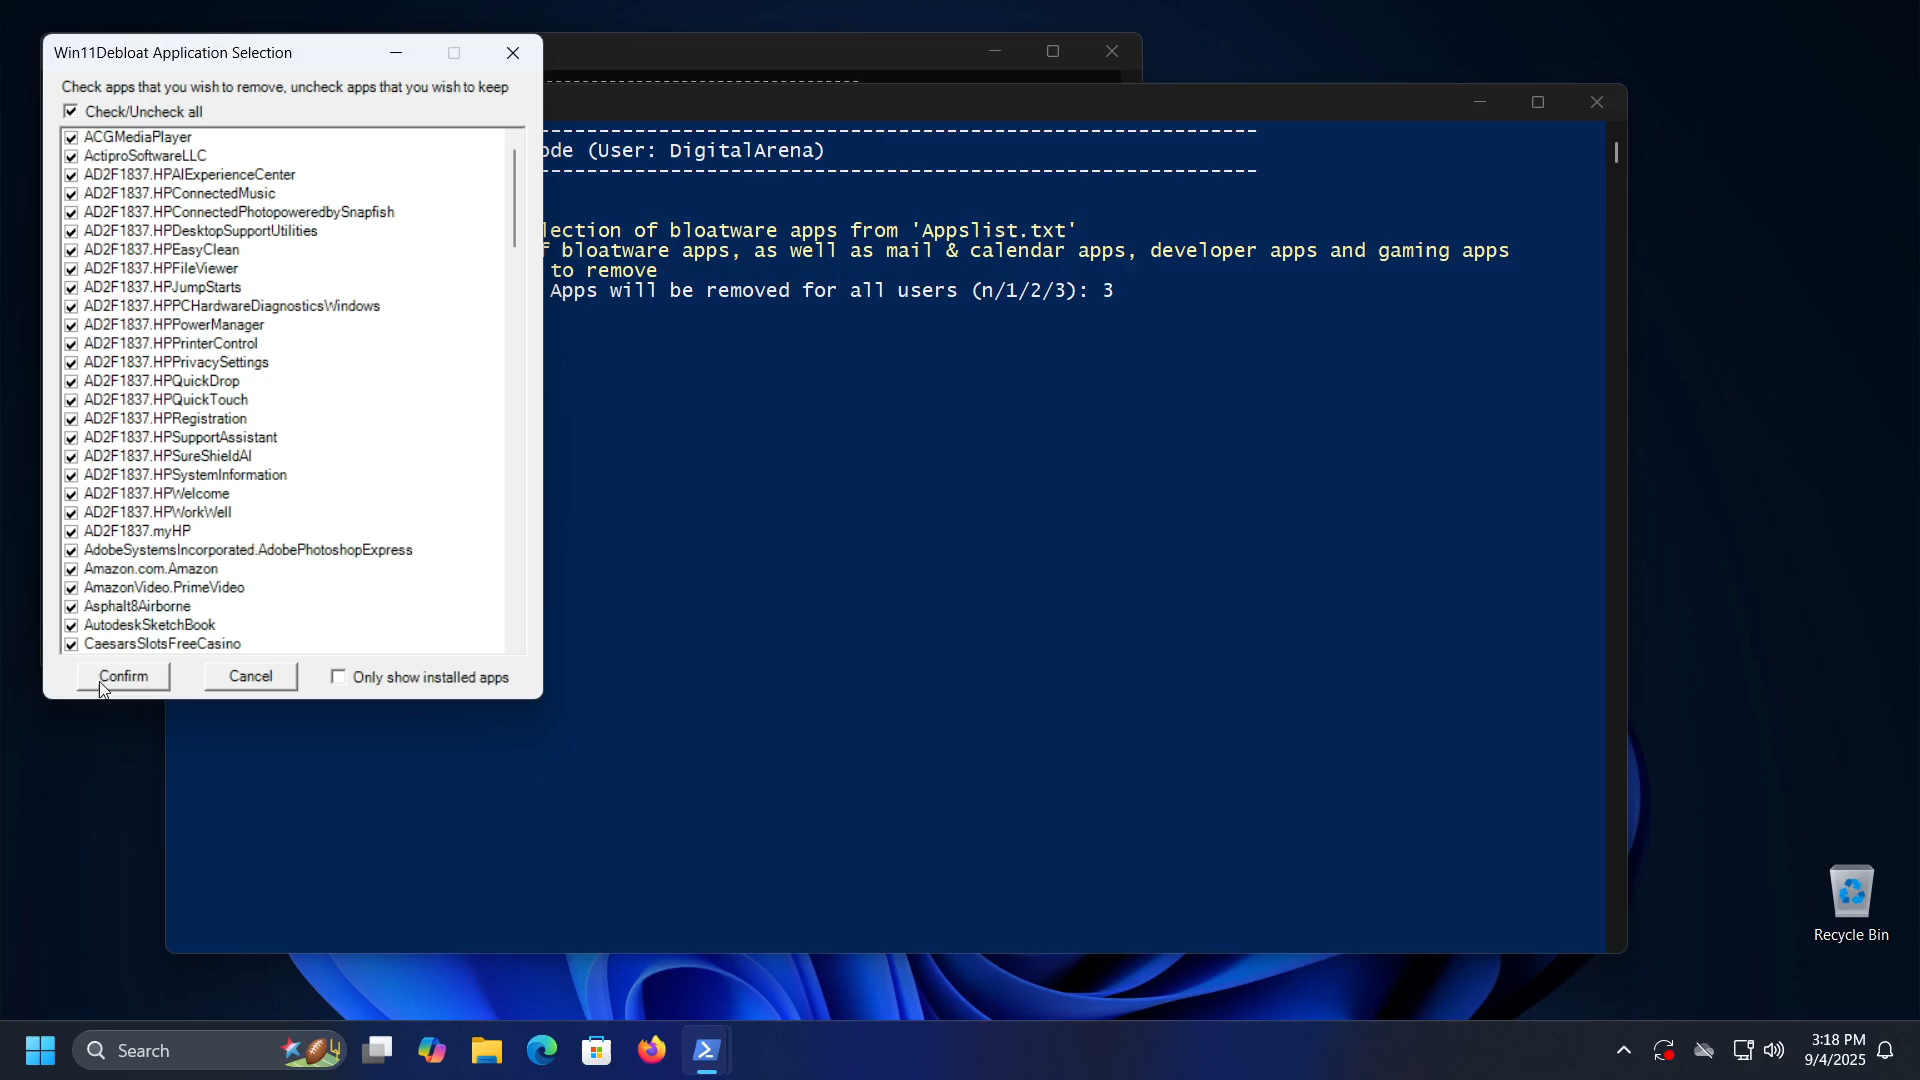 Win11Debloat Application Selection
Check apps that you wish to remove, uncheck apps that you wish to keep
Check/Uncheck all
ACGMediaPlayer
ActiproSoftwareLLC
AD2F1837.HPAIExperienceCenter
AD2F1837.HPConnectedMusic
AD2F1837.HPConnectedPhotopoweredbySnapfish
AD2F1837.HPDesktopSupportUtilities
AD2F1837.HPEasyClean
AD2F1837.HPFileViewer
AD2F1837.HPJumpStarts
AD2F1837.HPPCHardwareDiagnosticsWindows
AD2F1837.HPPowerManager
AD2F1837.HPPrinterControl
AD2F1837.HPPrivacySettings
AD2F1837.HPQuickDrop
AD2F1837.HPQuickTouch
AD2F1837.HPRegistration
AD2F1837.HPSupportAssistant
AD2F1837.HPSureShieldAI
AD2F1837.HPSystemInformation
AD2F1837.HPWelcome
AD2F1837.HPWorkWell
AD2F1837.myHP
AdobeSystemsIncorporated.AdobePhotoshopExpress
Amazon.com.Amazon
AmazonVideo.PrimeVideo
Asphalt8Airborne
AutodeskSketchBook
CaesarsSlotsFreeCasino
Confirm
Cancel
Only show installed apps
ode (User: DigitalArena)
lection of bloatware apps from 'Appslist.txt'
f bloatware apps, as well as mail & calendar apps, developer apps and gaming apps
to remove
Apps will be removed for all users (n/1/2/3): 3
Recycle Bin
Search
3:18 PM
9/4/2025